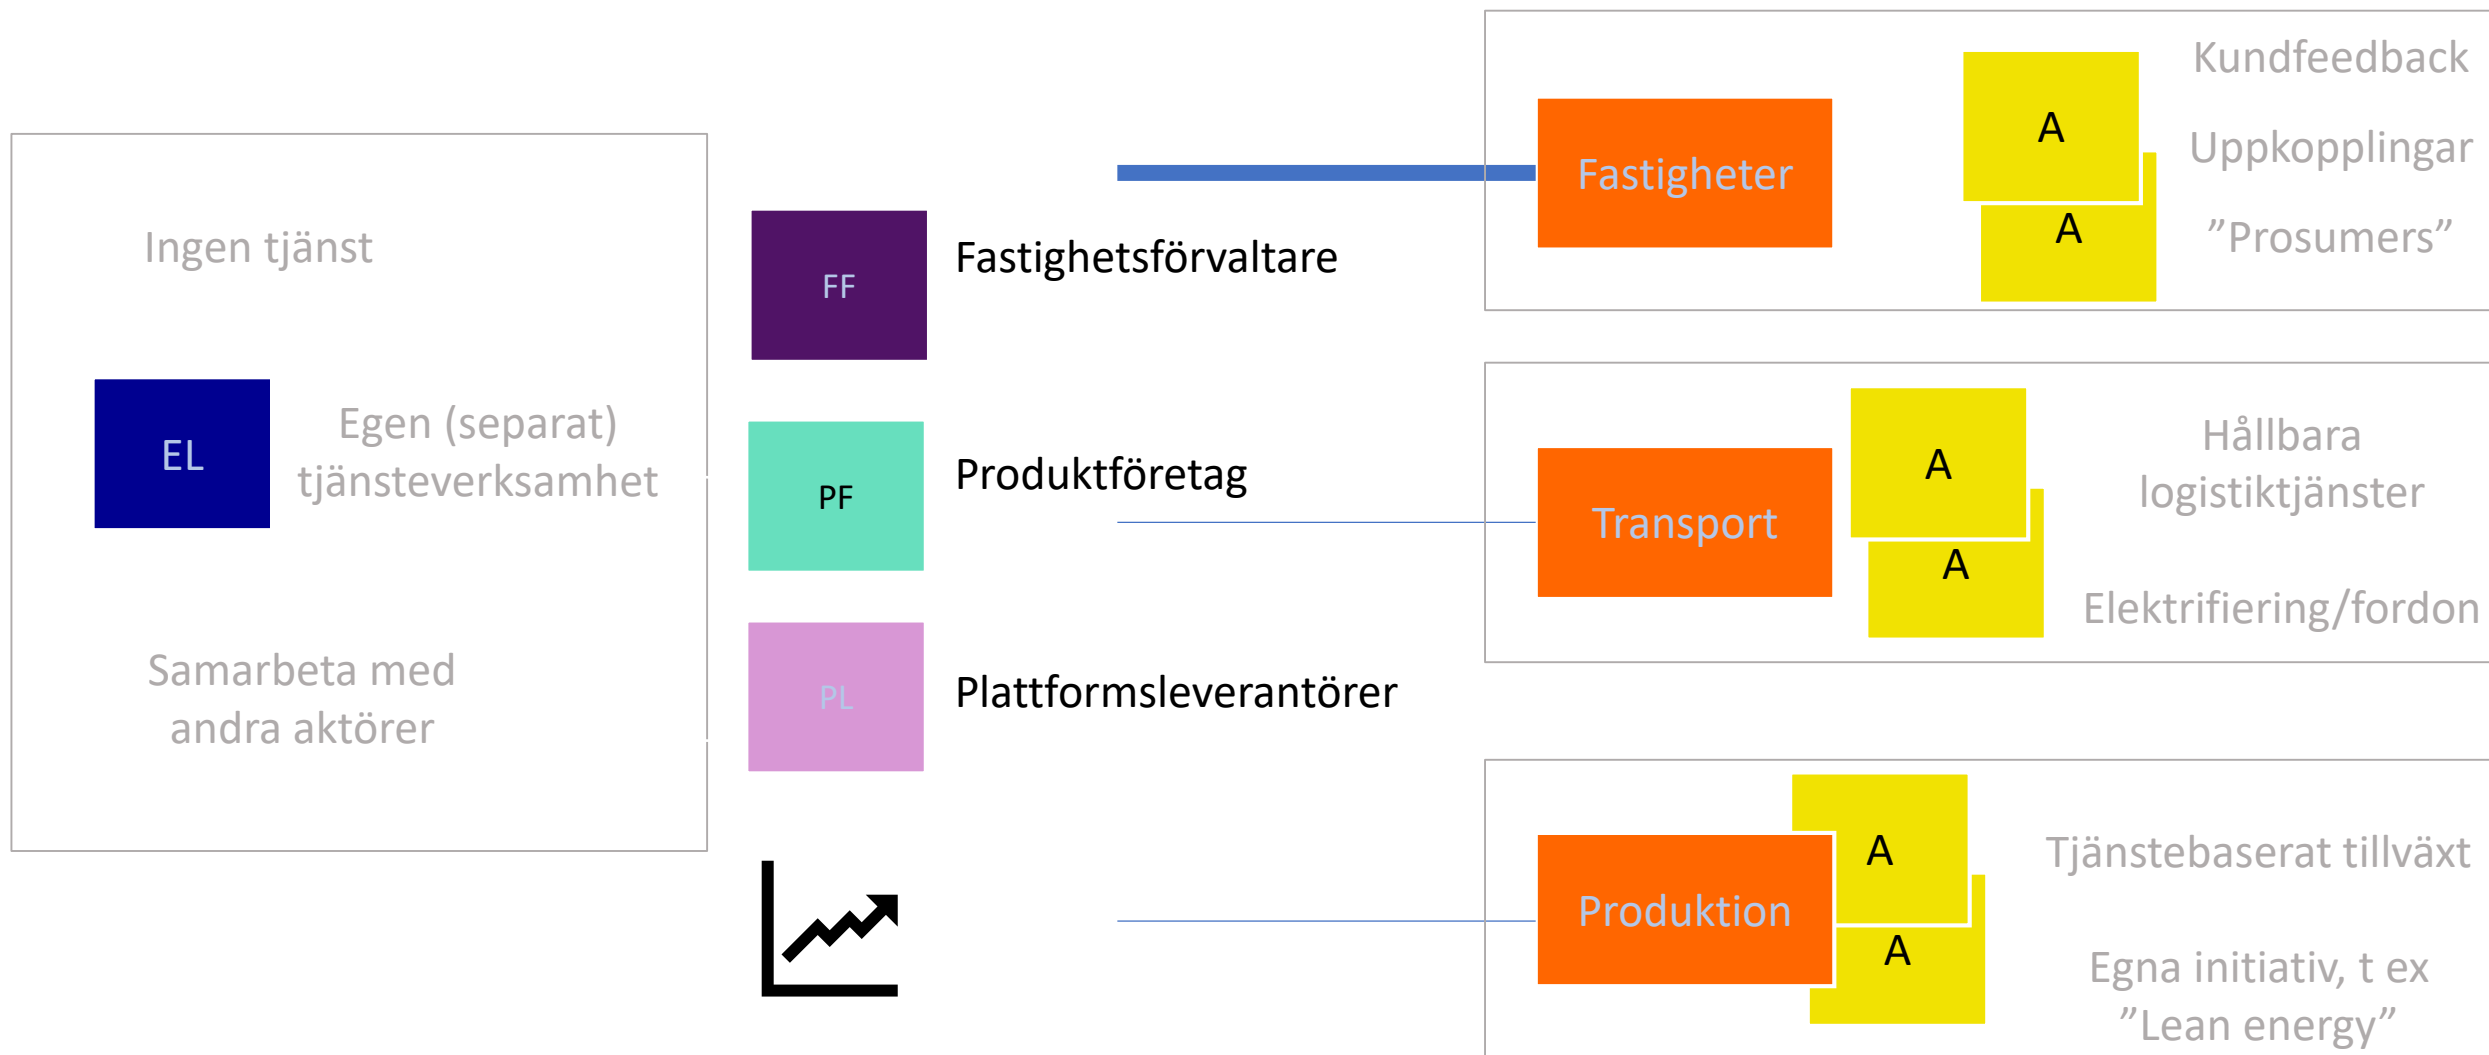 Ingen tjänst
EL
Egen (separat)
tjänsteverksamhet
Samarbeta med
andra aktörer
FF
Fastighetsförvaltare
PF
Produktföretag
PL
Plattformsleverantörer
Fastigheter
A
A
Kundfeedback
Uppkopplingar
”Prosumers”
Transport
A
A
Hållbara
logistiktjänster
Elektrifiering/fordon
Produktion
A
A
Tjänstebaserat tillväxt
Egna initiativ, t ex
”Lean energy”